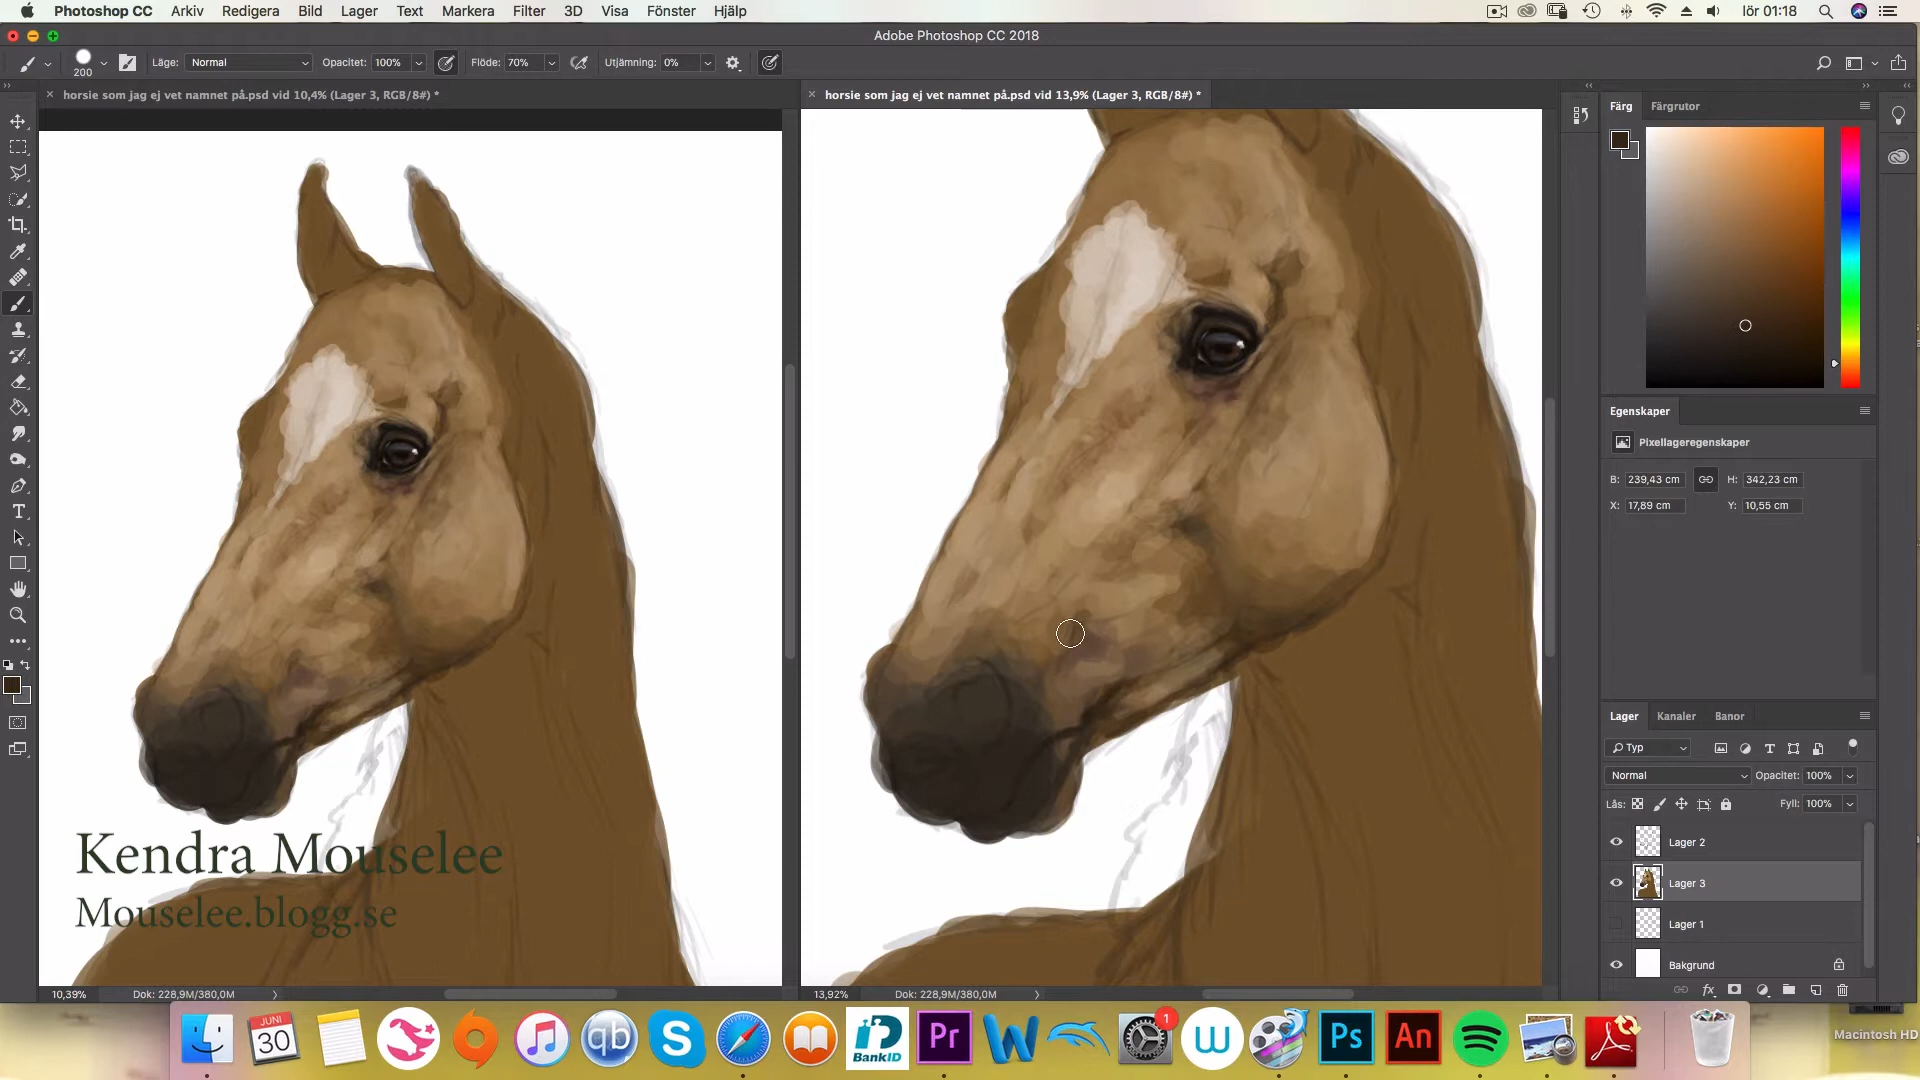 Photoshop CC Arkiv Redigera Bild Lager Text Markera Filter 3D Visa Fönster Hjälp lör 01:18
Adobe Photoshop CC 2018
200 Läge: Normal Opacitet: 100% Flöde: 70% Utjämning: 0%
horsie som jag ej vet namnet på.psd vid 10,4% (Lager 3, RGB/8#) *
horsie som jag ej vet namnet på.psd vid 13,9% (Lager 3, RGB/8#) *
Färg Färgrutor
Egenskaper
Pixellageregenskaper
B: 239,43 cm H: 342,23 cm
X: 17,89 cm Y: 10,55 cm
Lager Kanaler Banor
Typ
Normal Opacitet: 100%
Lås: Fyll: 100%
Lager 2
Lager 3
Lager 1
Bakgrund
Kendra Mouselee
Mouselee.blogg.se
10,39% Dok: 228,9M/380,0M
13,92% Dok: 228,9M/380,0M
JUNI
30
qb
S
iD
BankID
Pr
W
1
W
Ps
An
Macintosh HD